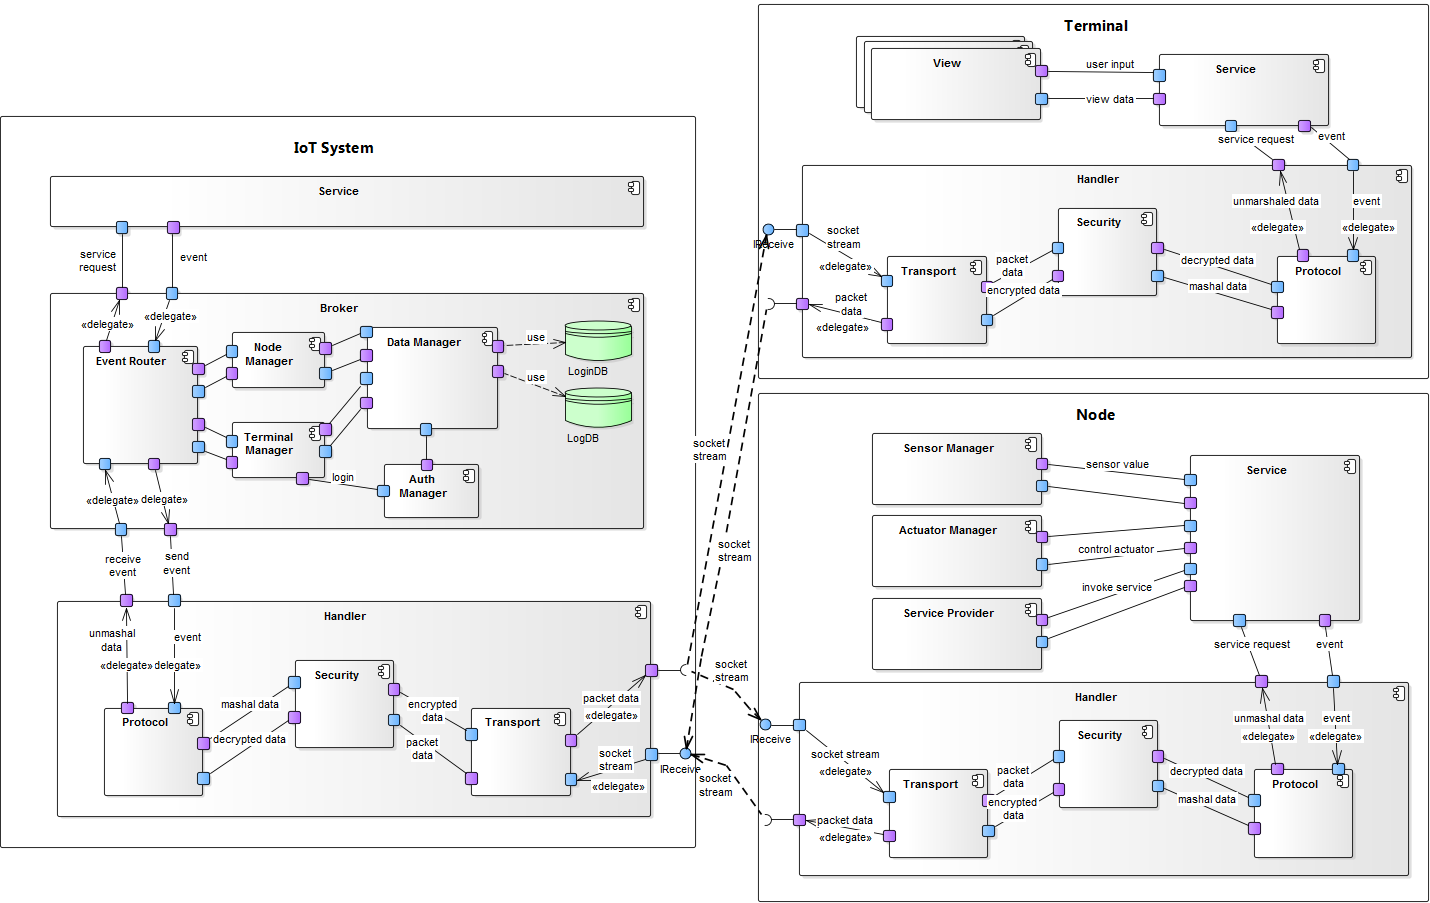 IoT System
Service
service
request
event
Broker
«delegate»
«delegate»
Event Router
Node
Manager
Data Manager
use
LoginDB
use
LogDB
Terminal
Manager
login
Auth
Manager
«delegate»
delegate»
receive
event
send
event
Handler
unmashal
data
event
«delegate»
delegate»
Protocol
mashal data
decrypted data
Security
encrypted
data
packet
data
Transport
packet data
«delegate»
socket
stream
«delegate»
IReceive
socket
stream
socket
stream
socket
stream
socket
stream
Terminal
View
user input
view data
Service
service request
event
Handler
IReceive
socket
stream
«delegate»
packet
data
«delegate»
Transport
packet
data
encrypted data
Security
decrypted data
mashal data
unmarshaled data
«delegate»
event
«delegate»
Protocol
Node
Sensor Manager
sensor value
Actuator Manager
control actuator
Service Provider
invoke service
Service
service request
event
Handler
IReceive
socket stream
«delegate»
packet data
«delegate»
Transport
packet
data
encrypted
data
Security
decrypted data
mashal data
unmashal data
«delegate»
event
«delegate»
Protocol